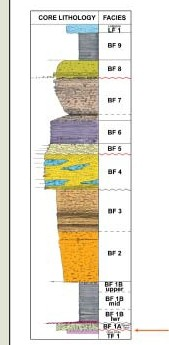 CORE LITHOLOGY FACIES
LF 1
BF 9
BF 8
BF 7
BF 6
BF 5
BF 4
BF 3
BF 2
BF 1B
upper
BF 1B
mid
BF 1B
lwr
BF 1A
TF 1